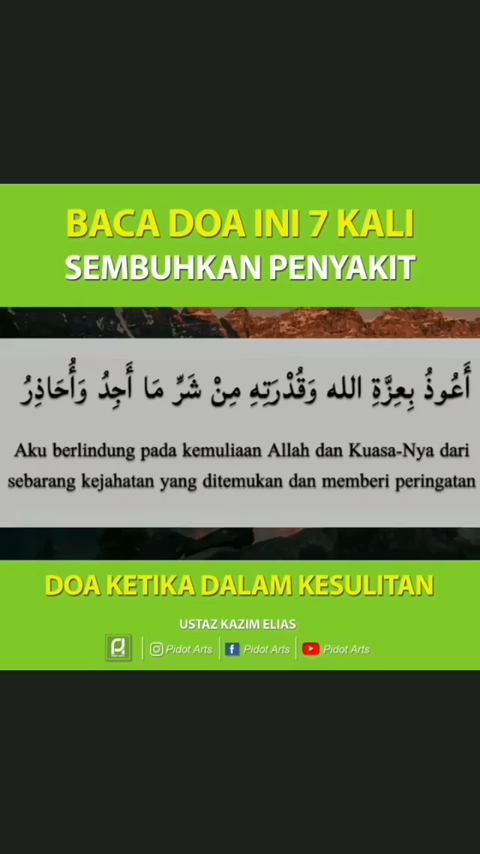 BACA DOA INI 7 KALI
SEMBUHKAN PENYAKIT
أَعُوذُ بِعِزَّةِ الله وَقُدْرَتِهِ مِنْ شَرِّ مَا أَجِدُ وَأُحَاذِرُ
Aku berlindung pada kemuliaan Allah dan Kuasa-Nya dari
sebarang kejahatan yang ditemukan dan memberi peringatan
DOA KETIKA DALAM KESULITAN
USTAZ KAZIM ELIAS
Pidot Arts Pidot Arts Pidot Arts